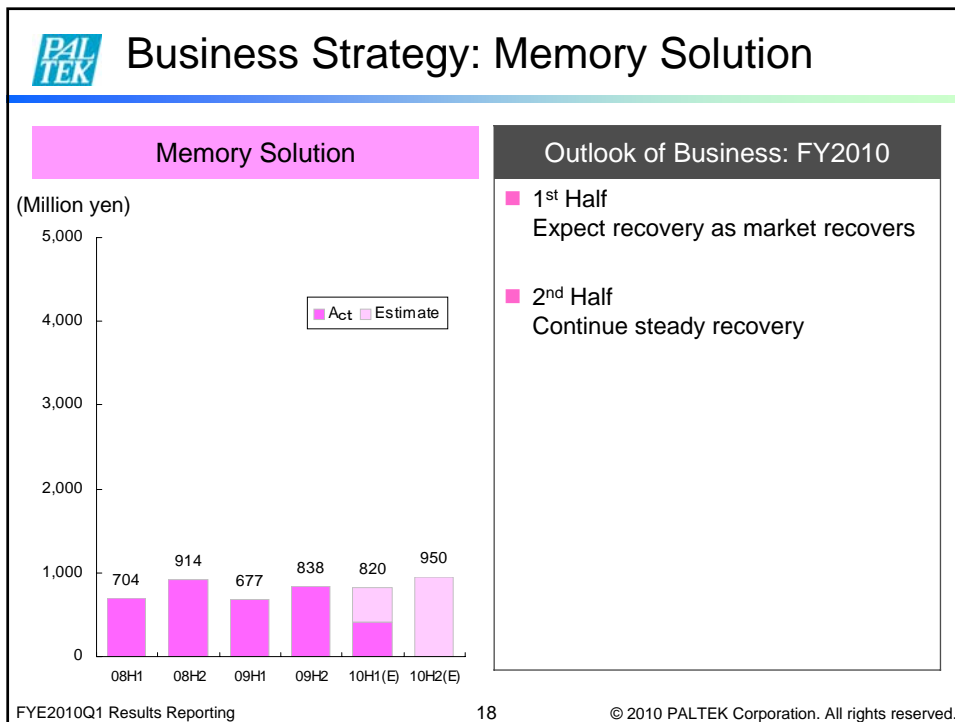 PAL
TEK
Business Strategy: Memory Solution
Memory Solution
(Million yen)
5,000
4,000
3,000
2,000
1,000
0
Act Estimate
704
914
677
838
820
950
08H1
08H2
09H1
09H2
10H1(E)
10H2(E)
Outlook of Business: FY2010
1st Half
Expect recovery as market recovers
2nd Half
Continue steady recovery
FYE2010Q1 Results Reporting
18
© 2010 PALTEK Corporation. All rights reserved.